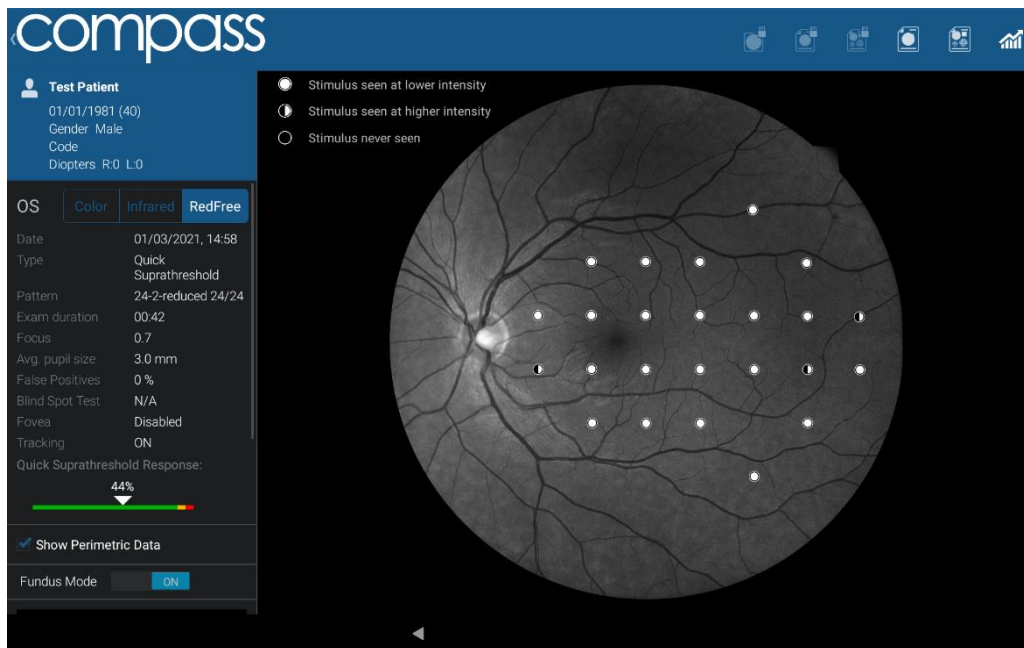 compass
Test Patient
01/01/1981 (40)
Gender Male
Code
Diopters R:0 L:0
OS Color Infrared RedFree
Date 01/03/2021, 14:58
Type Quick
Suprathreshold
Pattern 24-2-reduced 24/24
Exam duration 00:42
Focus 0.7
Avg. pupil size 3.0 mm
False Positives 0 %
Blind Spot Test N/A
Fovea Disabled
Tracking ON
Quick Suprathreshold Response:
44%
Show Perimetric Data
Fundus Mode ON
Stimulus seen at lower intensity
Stimulus seen at higher intensity
Stimulus never seen